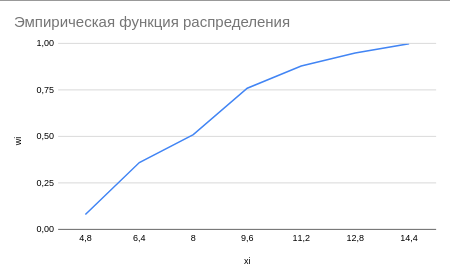 Эмпирическая функция распределения
1,00
0,75
0,50
0,25
0,00
wi
4,8 6,4 8 9,6 11,2 12,8 14,4
xi